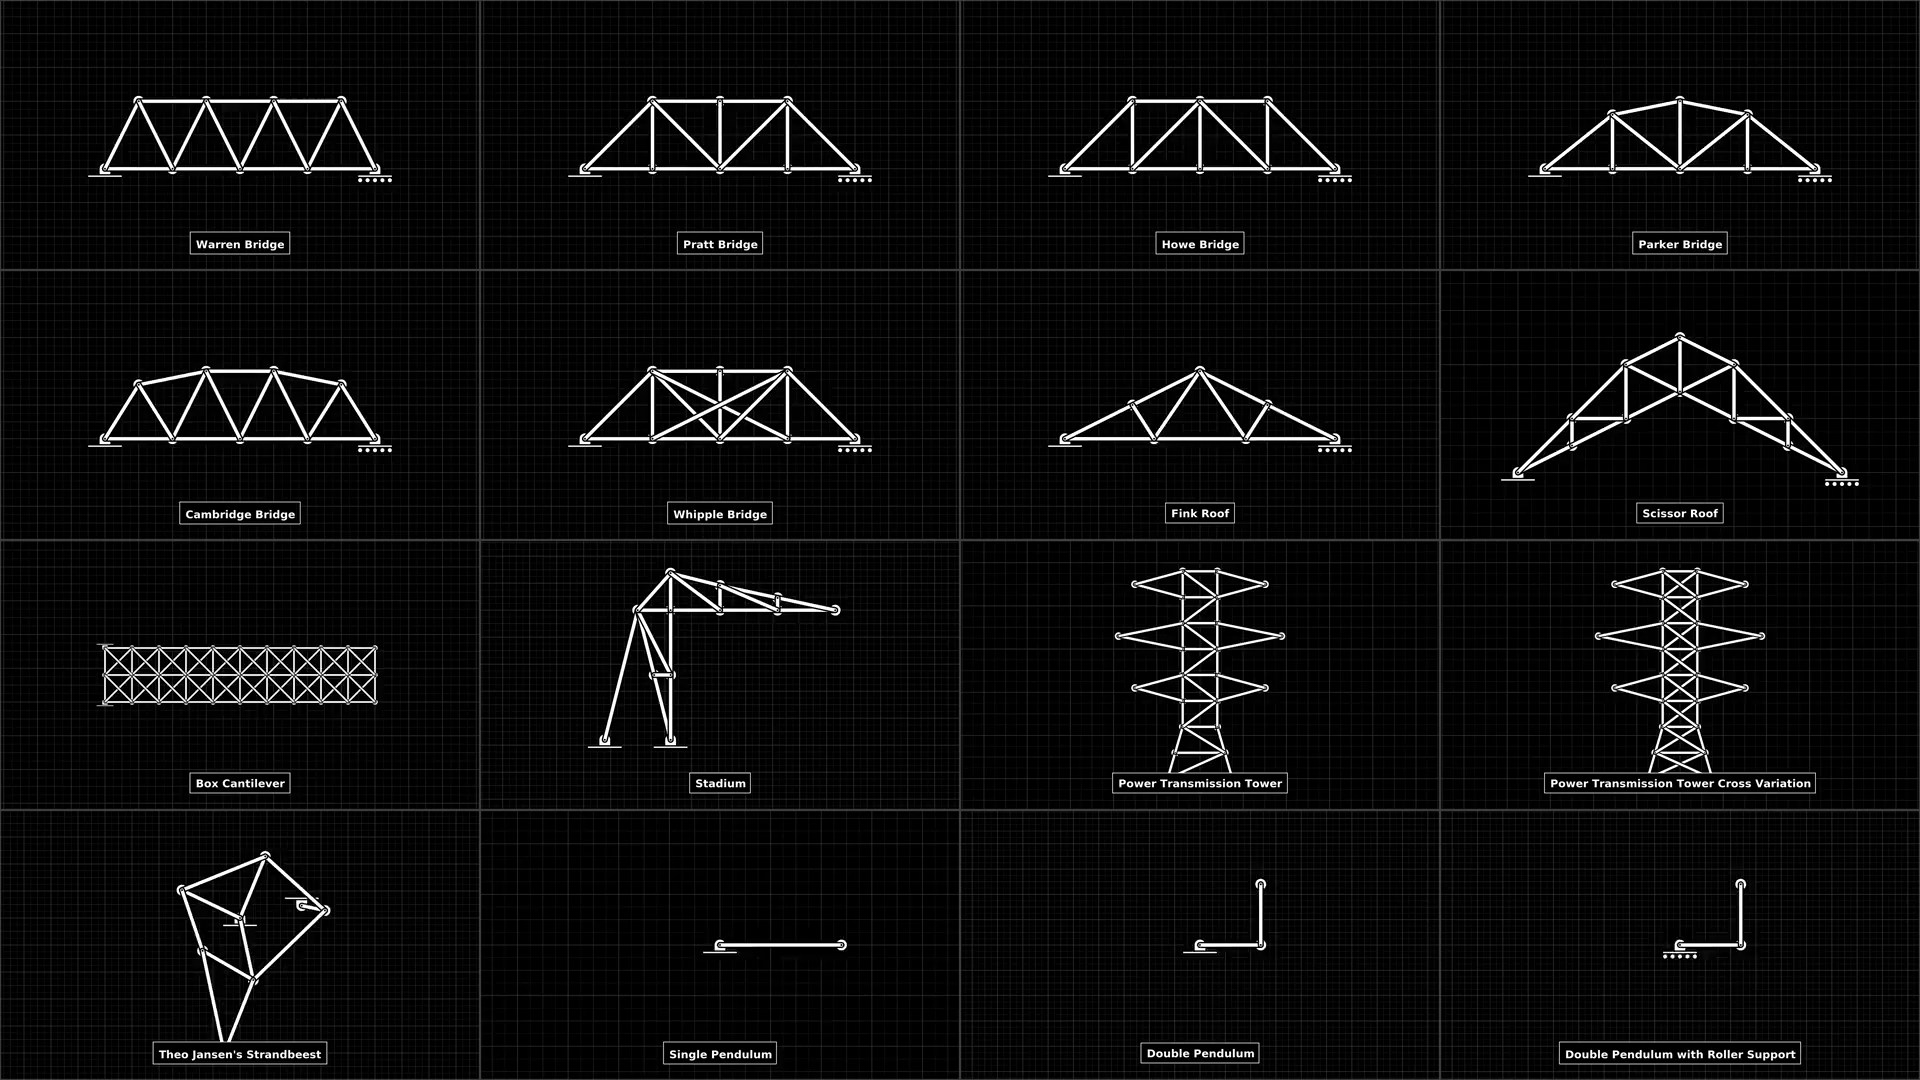 Warren Bridge
Pratt Bridge
Howe Bridge
Parker Bridge
Cambridge Bridge
Whipple Bridge
Fink Roof
Scissor Roof
Box Cantilever
Stadium
Power Transmission Tower
Power Transmission Tower Cross Variation
Theo Jansen's Strandbeest
Single Pendulum
Double Pendulum
Double Pendulum with Roller Support